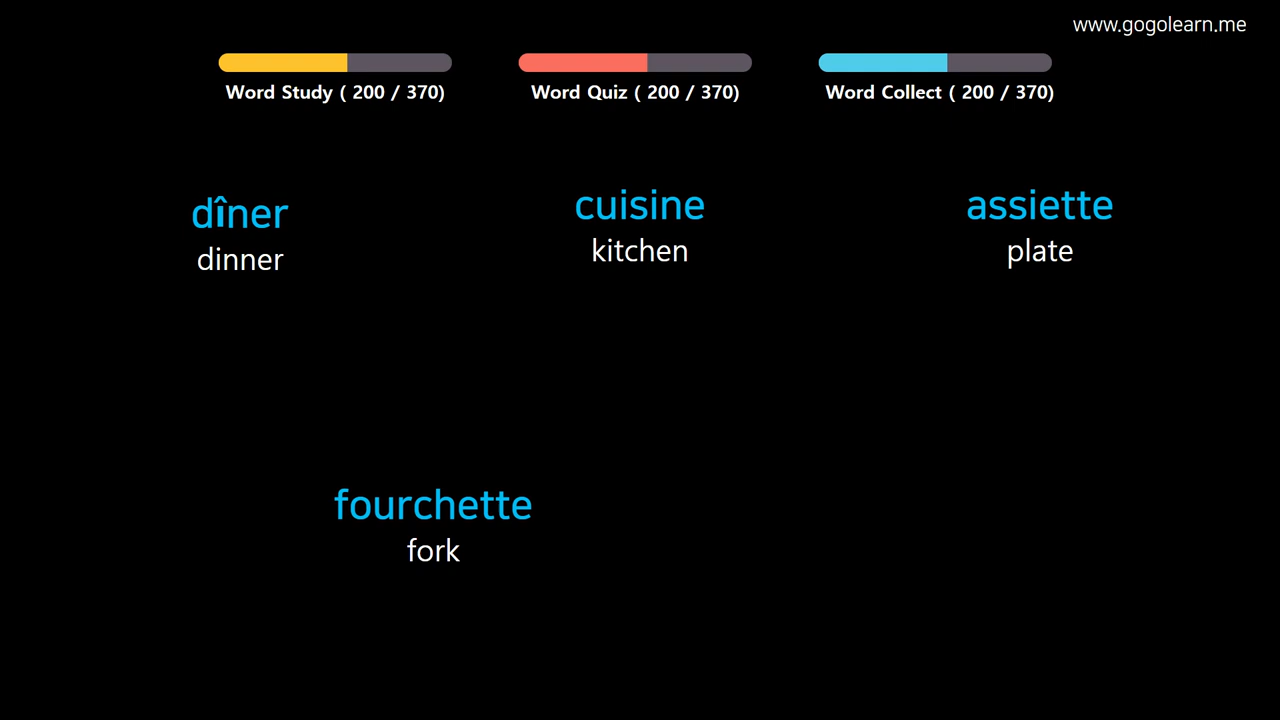 www.gogolearn.me
Word Study ( 200 / 370)
Word Quiz ( 200 / 370)
Word Collect ( 200 / 370)
dîner
dinner
cuisine
kitchen
assiette
plate
fourchette
fork